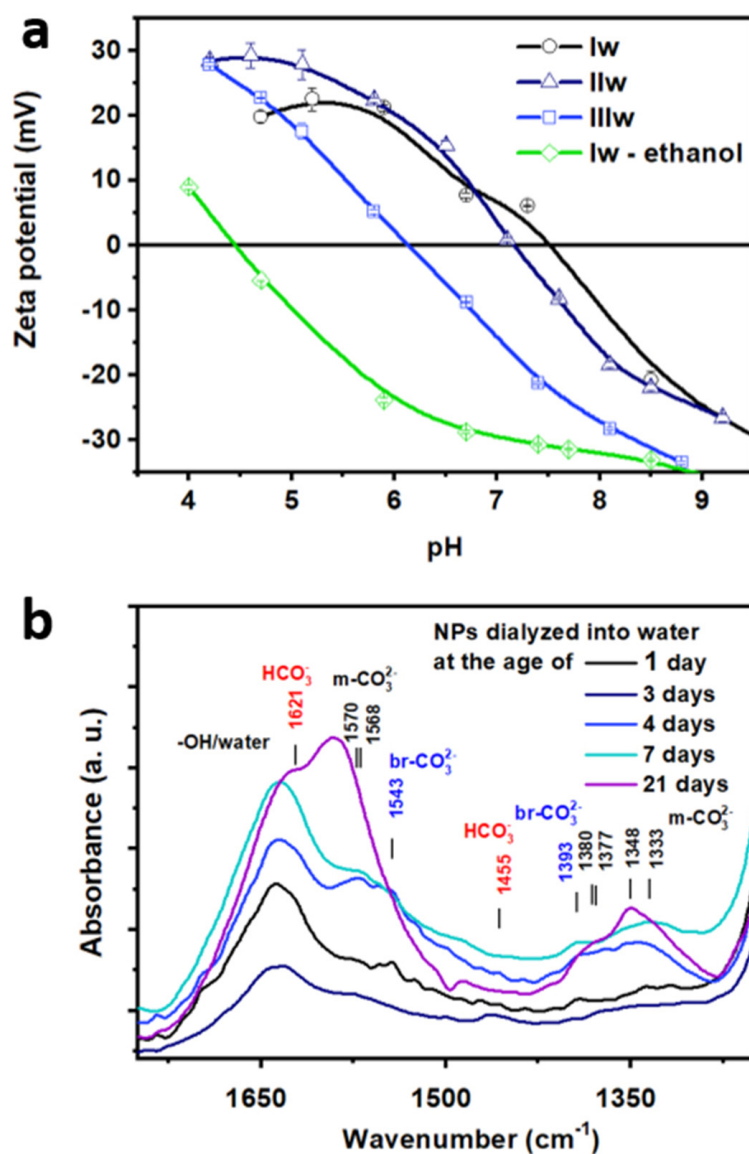 a
Iw
IIw
IIIw
Iw - ethanol
30
20
10
0
-10
-20
-30
Zeta potential (mV)
4 5 6 7 8 9
pH
b
NPs dialyzed into water
at the age of
1 day
3 days
4 days
7 days
21 days
HCO₃⁻
1621
m-CO₃²⁻
1570
1568
-OH/water
br-CO₃²⁻
1543
HCO₃⁻
1455
br-CO₃²⁻
1393
1380
1377
m-CO₃²⁻
1348
1333
Absorbance (a. u.)
1650 1500 1350
Wavenumber (cm⁻¹)